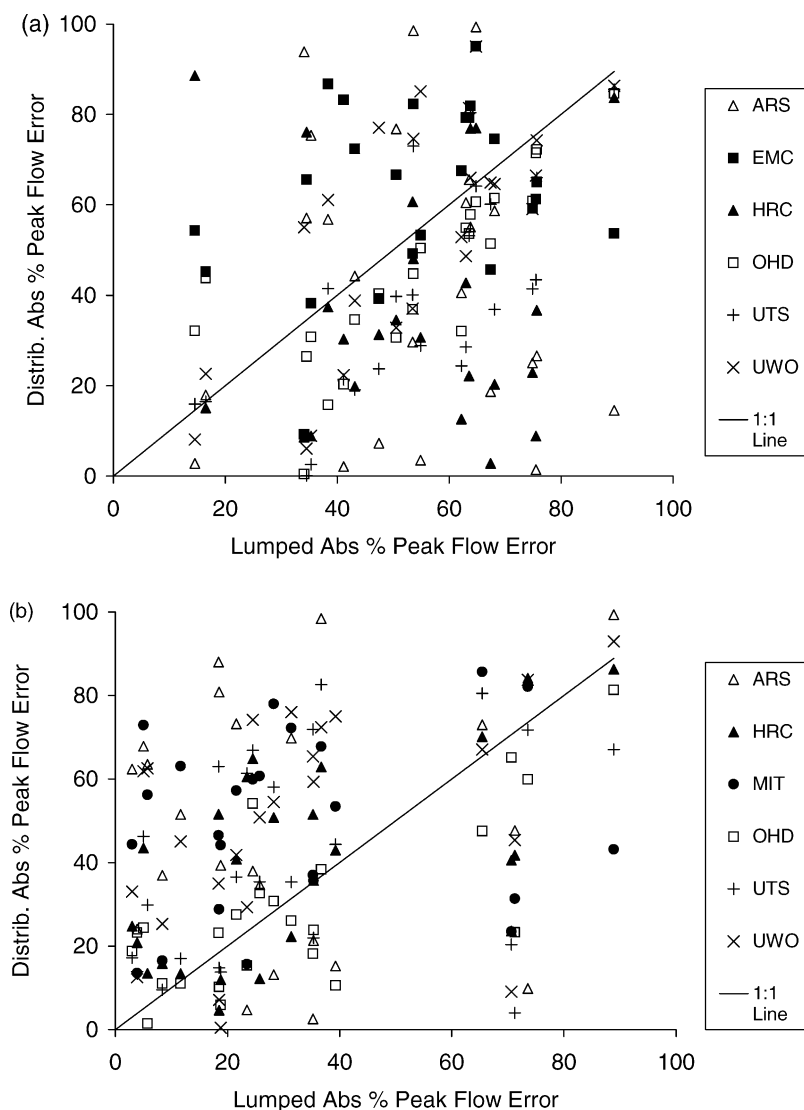 (a)
100
80
60
40
20
0
Distrib. Abs % Peak Flow Error
0 20 40 60 80 100
Lumped Abs % Peak Flow Error
ARS
EMC
HRC
OHD
UTS
UWO
1:1
Line
(b)
100
80
60
40
20
0
Distrib. Abs % Peak Flow Error
0 20 40 60 80 100
Lumped Abs % Peak Flow Error
ARS
HRC
MIT
OHD
UTS
UWO
1:1
Line